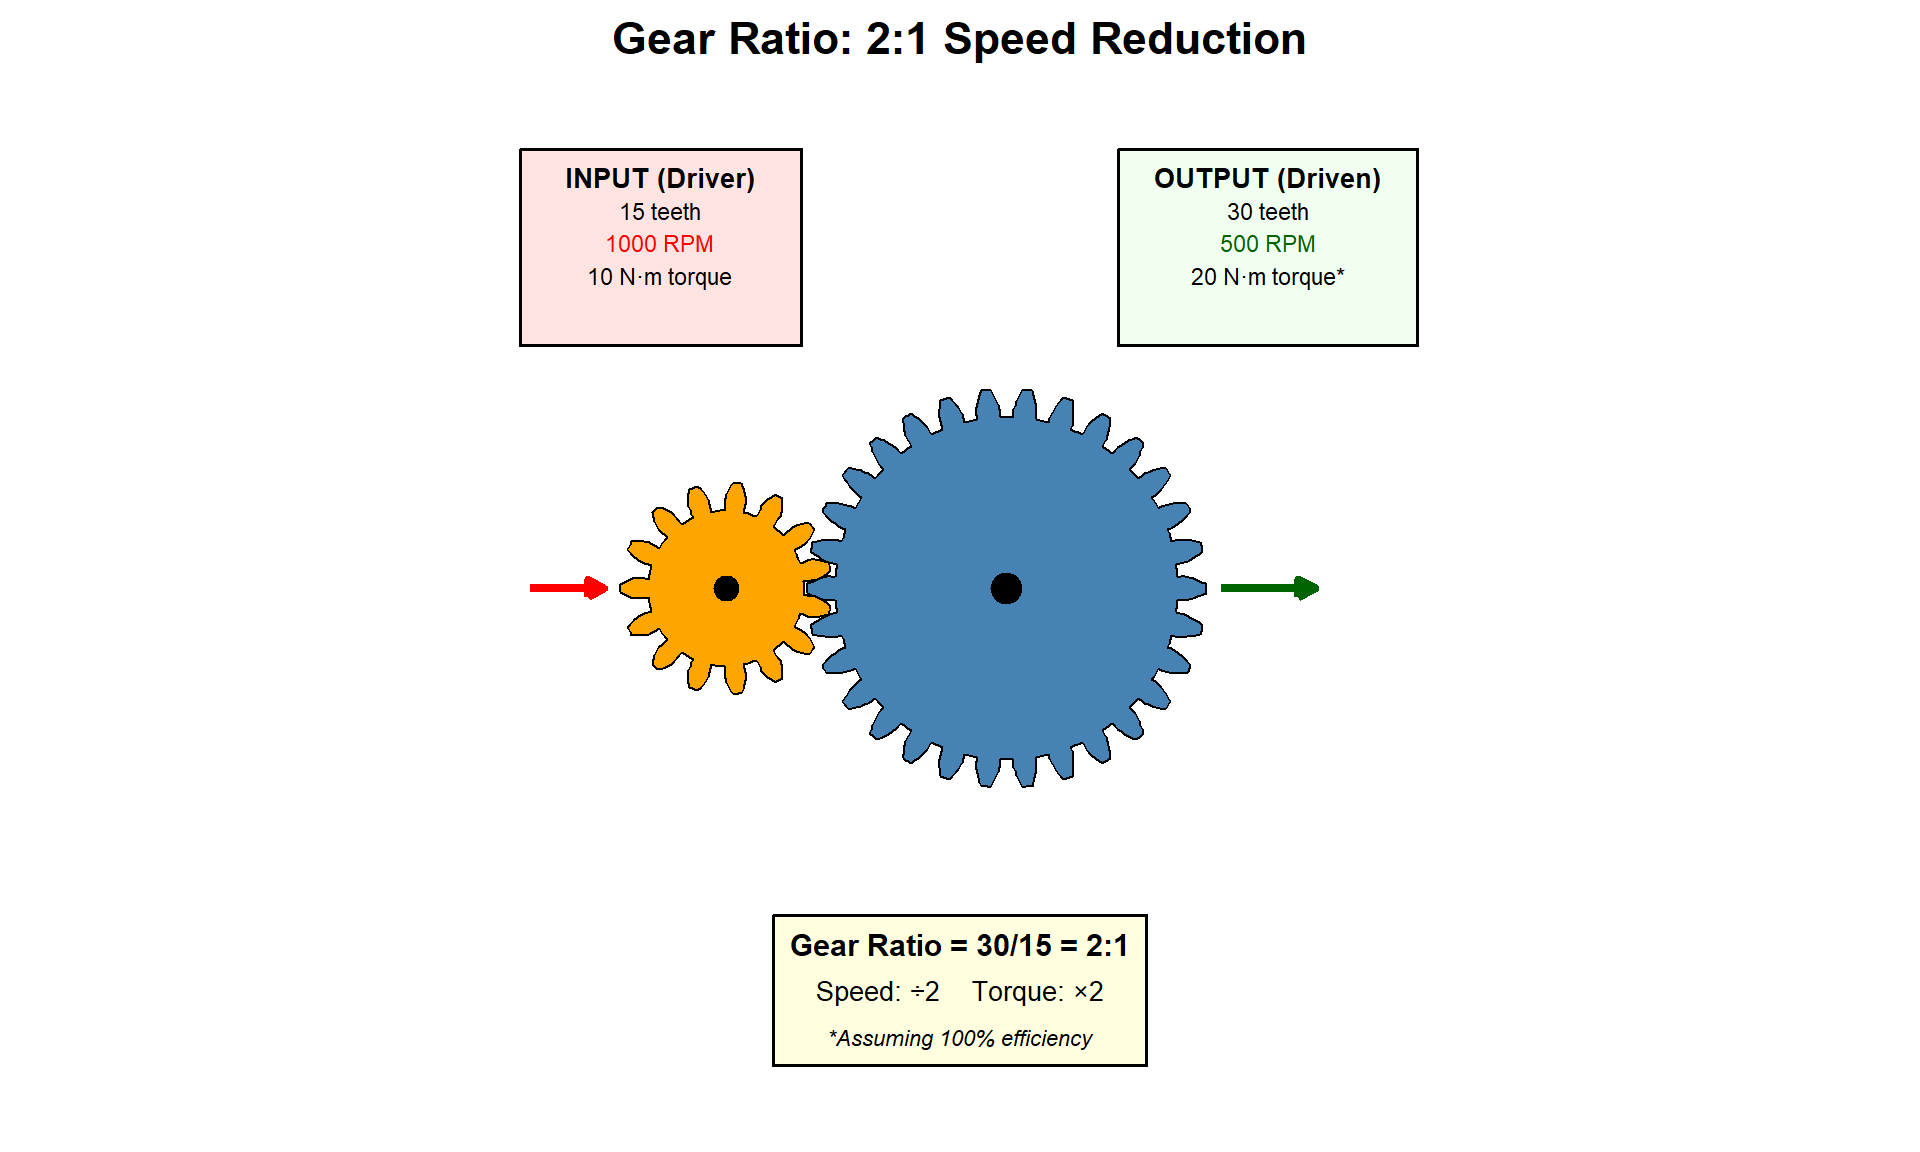 Gear Ratio: 2:1 Speed Reduction
INPUT (Driver)
15 teeth
1000 RPM
10 N·m torque
OUTPUT (Driven)
30 teeth
500 RPM
20 N·m torque*
Gear Ratio = 30/15 = 2:1
Speed: ÷2 Torque: ×2
*Assuming 100% efficiency